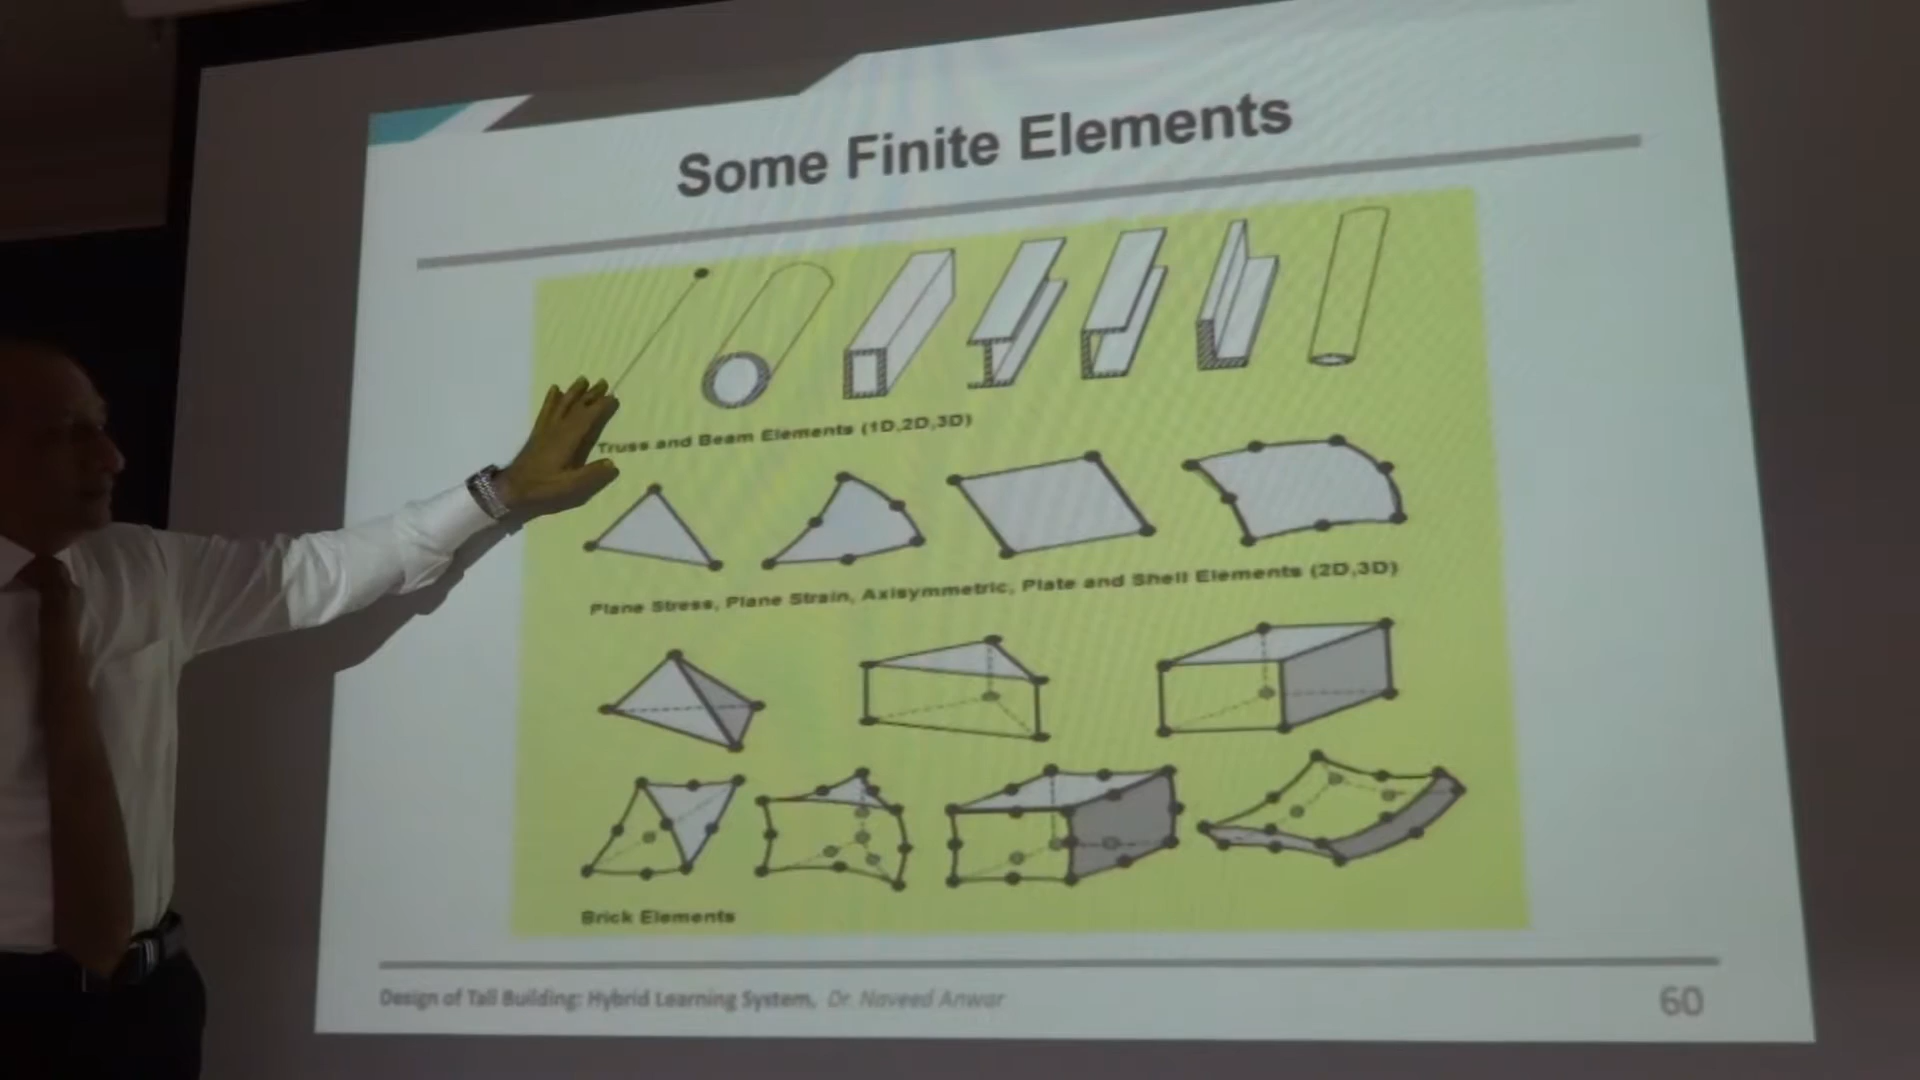 Some Finite Elements
Truss and Beam Elements (1D,2D,3D)
Plane Stress, Plane Strain, Axisymmetric, Plate and Shell Elements (2D,3D)
Brick Elements
Design of Tall Building: Hybrid Learning System, Dr. Naveed Anwar
60